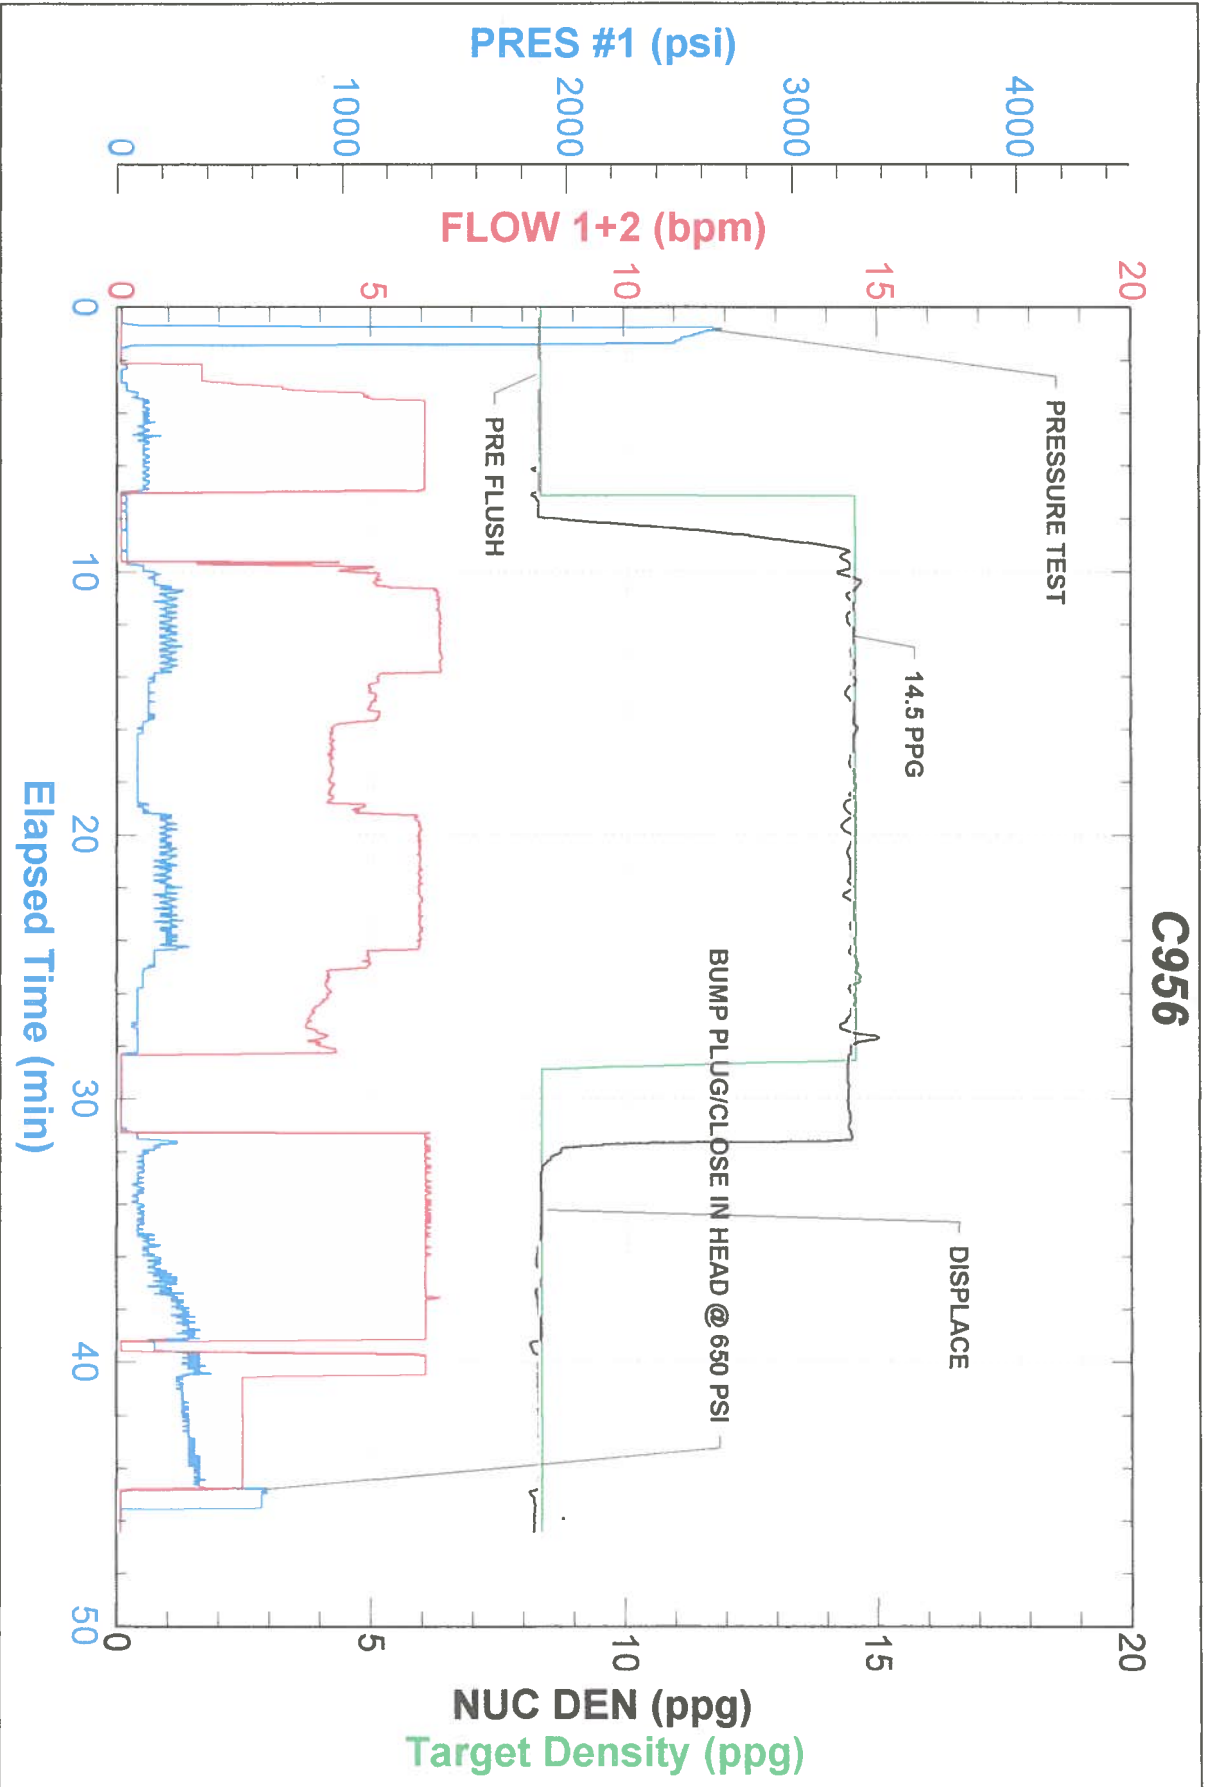 C956
PRES #1 (psi)
0
1000
2000
3000
4000
FLOW 1+2 (bpm)
0
5
10
15
20
PRESSURE TEST
PRE FLUSH
14.5 PPG
BUMP PLUG/CLOSE IN HEAD @ 650 PSI
DISPLACE
0
10
20
30
40
50
Elapsed Time (min)
0
5
10
15
20
NUC DEN (ppg)
Target Density (ppg)